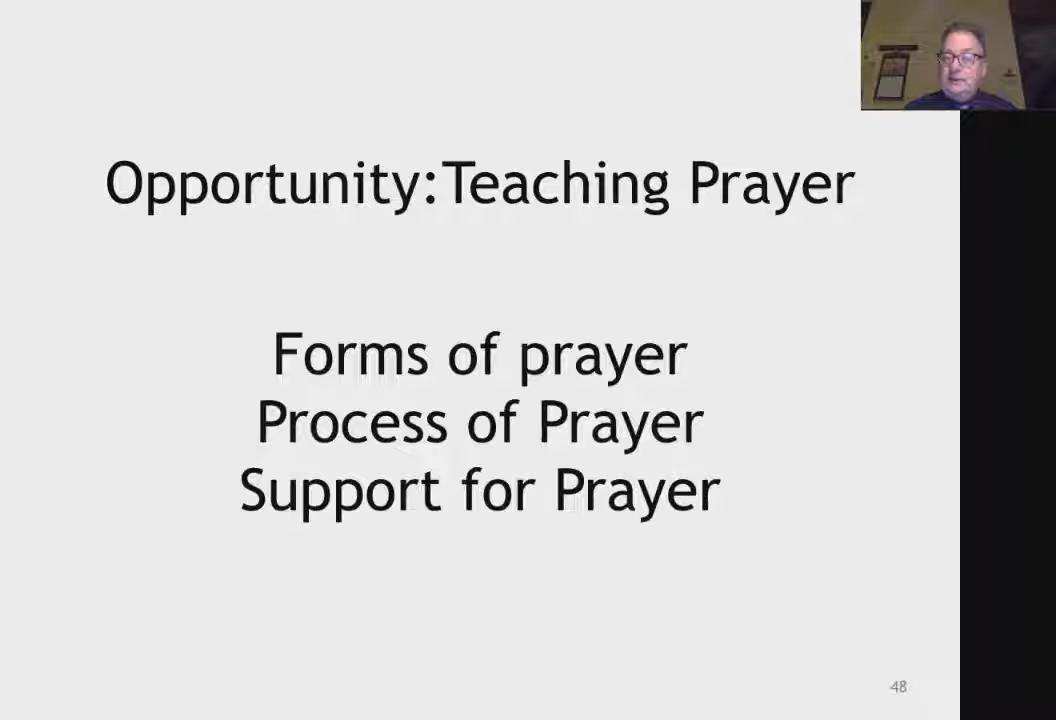 Opportunity:Teaching Prayer
Forms of prayer
Process of Prayer
Support for Prayer
48